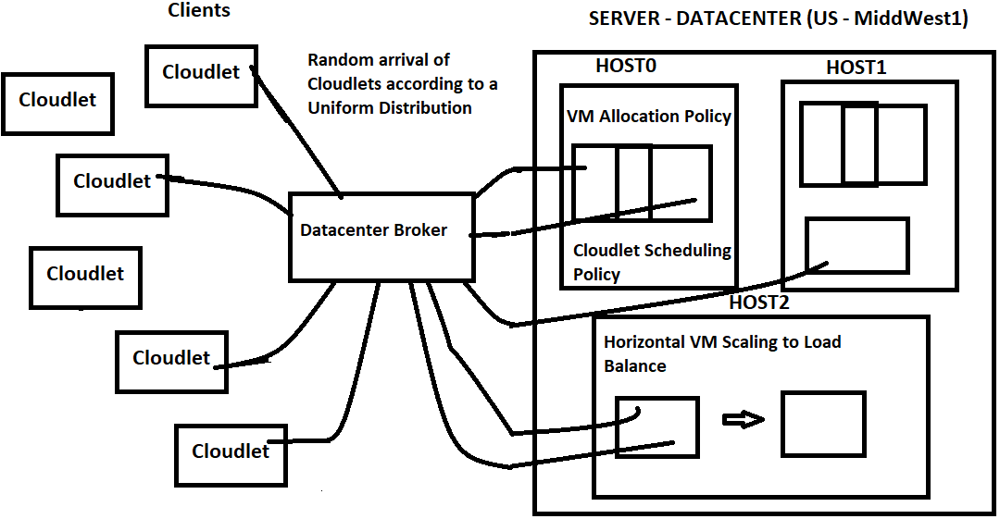 Clients
SERVER - DATACENTER (US - MiddWest1)
Cloudlet
Random arrival of
Cloudlets according to a
Uniform Distribution
HOST0
HOST1
Cloudlet
VM Allocation Policy
Cloudlet
Datacenter Broker
Cloudlet Scheduling
Policy
Cloudlet
HOST2
Horizontal VM Scaling to Load
Balance
Cloudlet
Cloudlet